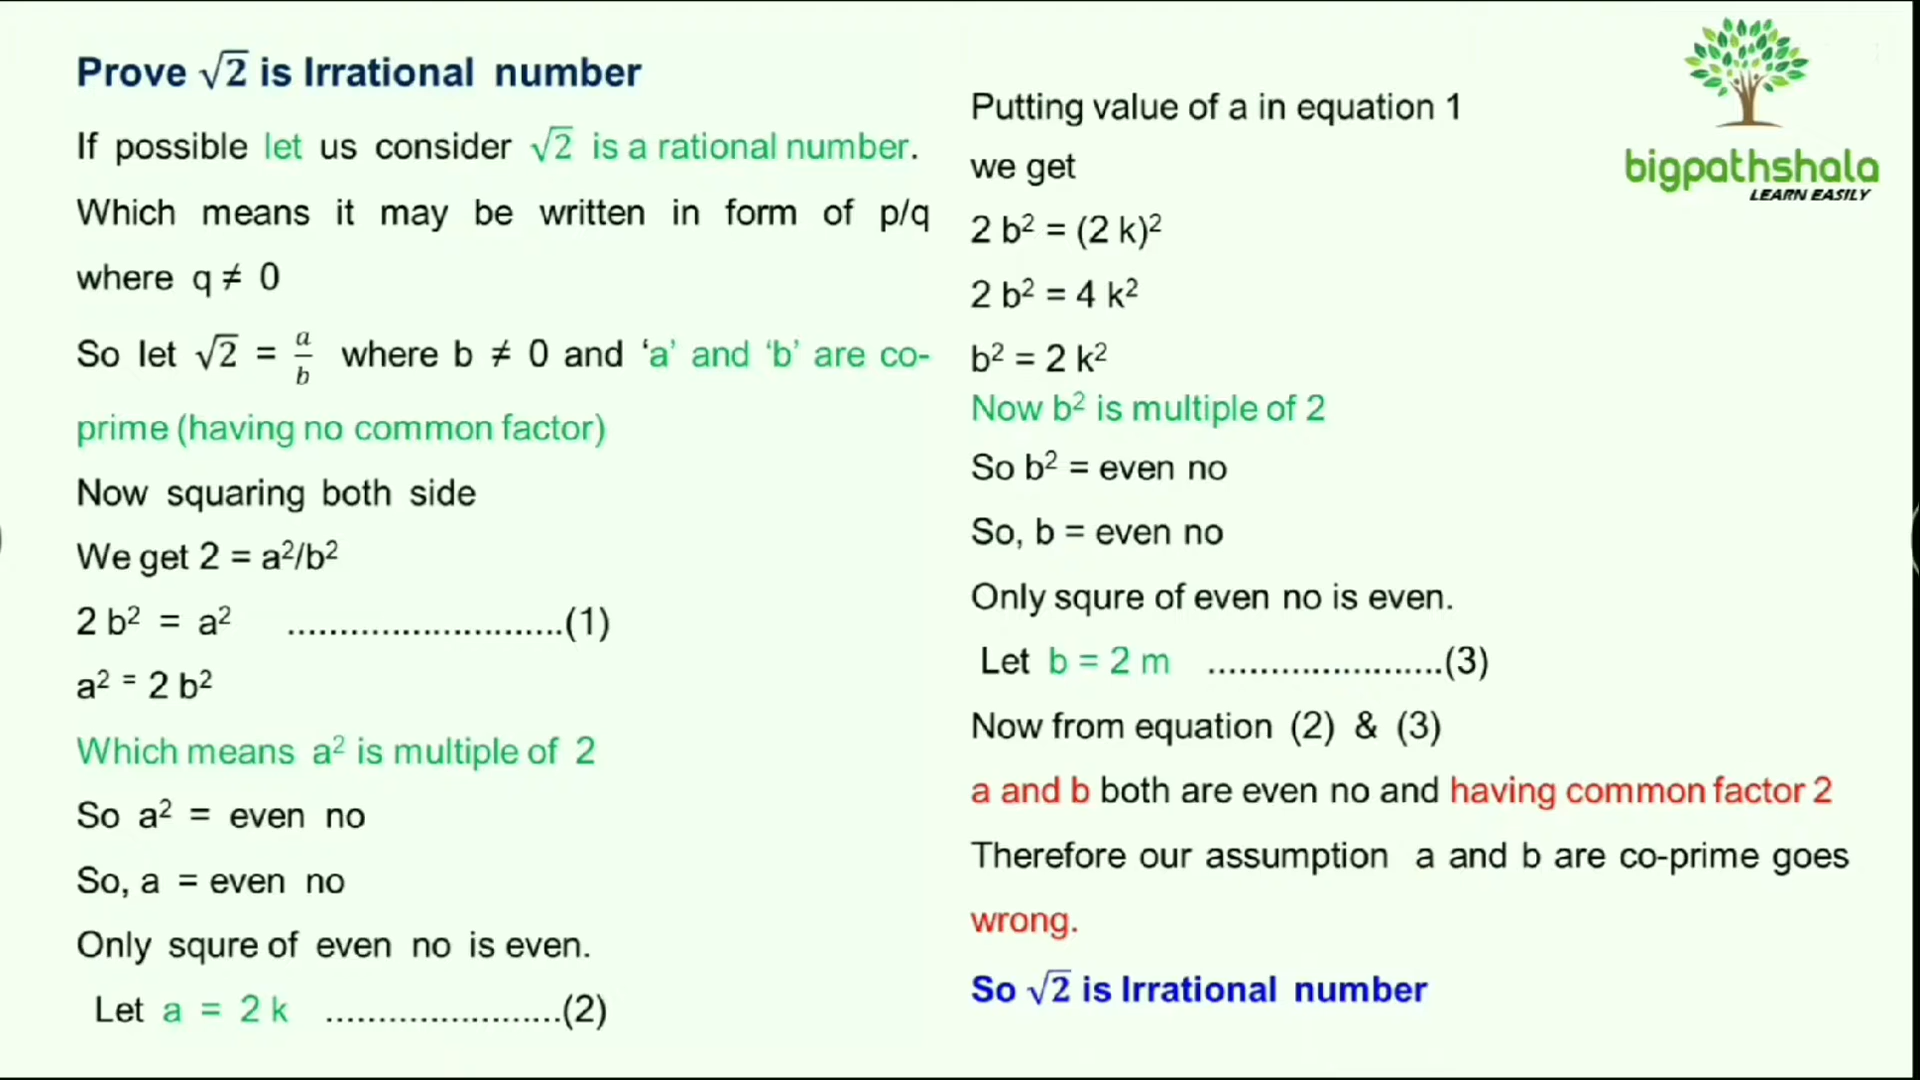 Prove √2 is Irrational number
If possible let us consider √2 is a rational number.
Which means it may be written in form of p/q
where q ≠ 0
So let √2 = a/b where b ≠ 0 and ‘a’ and ‘b’ are co-
prime (having no common factor)
Now squaring both side
We get 2 = a²/b²
2 b² = a² ...........................(1)
a² = 2 b²
Which means a² is multiple of 2
So a² = even no
So, a = even no
Only squre of even no is even.
Let a = 2 k .......................(2)
Putting value of a in equation 1
we get
2 b² = (2 k)²
2 b² = 4 k²
b² = 2 k²
Now b² is multiple of 2
So b² = even no
So, b = even no
Only squre of even no is even.
Let b = 2 m .......................(3)
Now from equation (2) & (3)
a and b both are even no and having common factor 2
Therefore our assumption a and b are co-prime goes
wrong.
So √2 is Irrational number
bigpathshala
LEARN EASILY